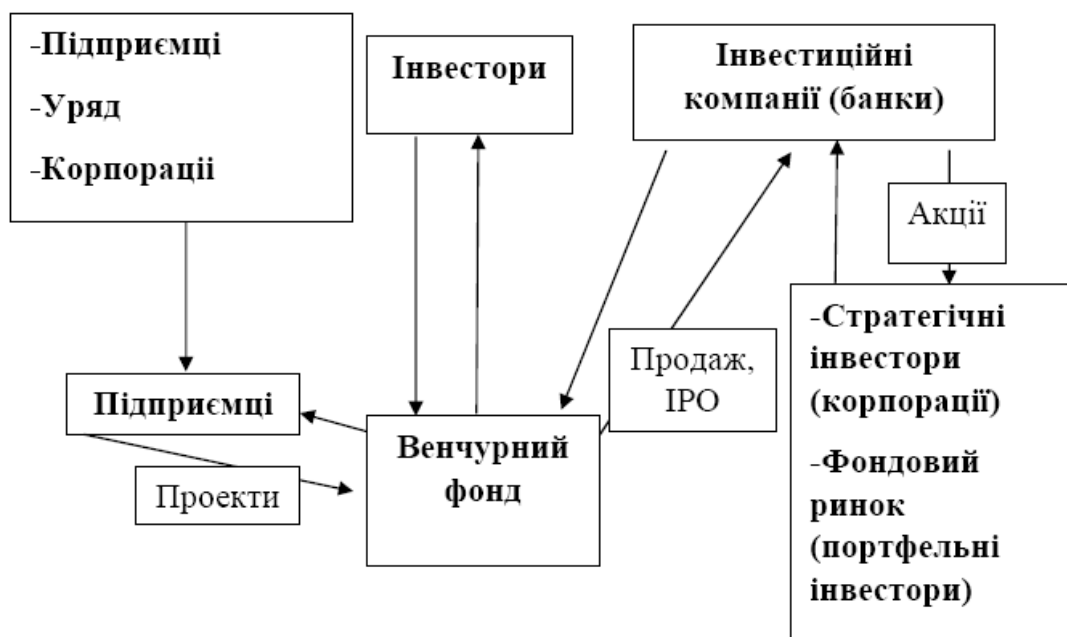 -Підприємці
-Уряд
-Корпорації
Інвестори
Інвестиційні
компанії (банки)
Акції
-Стратегічні
інвестори
(корпорації)
-Фондовий
ринок
(портфельні
інвестори)
Продаж,
ІРО
Підприємці
Венчурний
фонд
Проекти